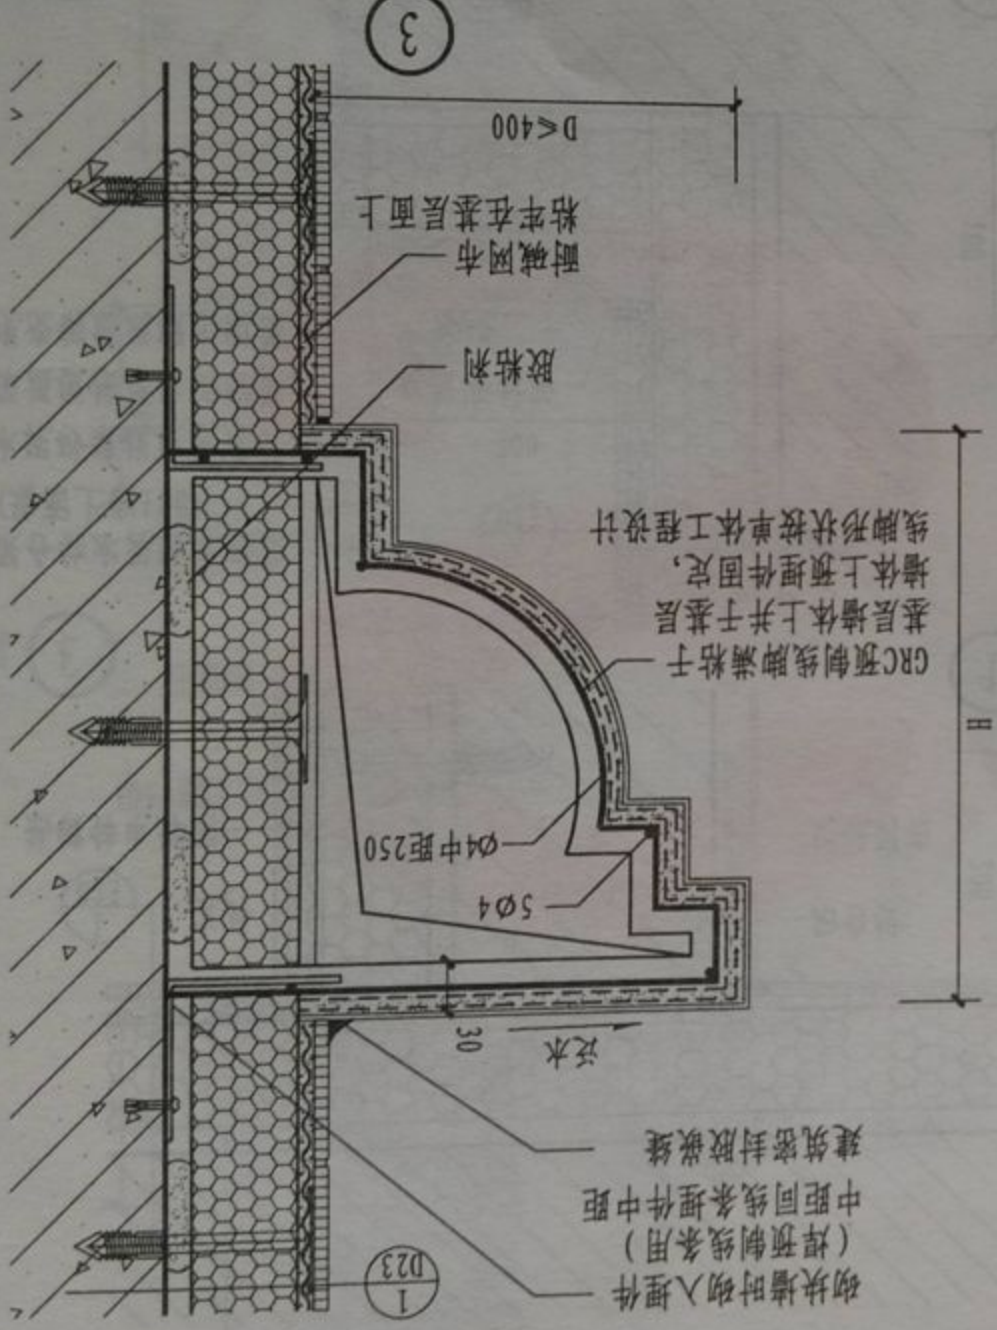 砌块墙时砌入埋件
（焊预制线条用）
中距同线条埋件中距
1
D23
建筑密封胶嵌缝
泛水
30
5Ø4
Ø4中距250
H
GRC预制线脚满粘于
基层墙体上并于基层
墙体上预埋件固定，
线脚形状按单体工程设计
胶粘剂
耐碱网布
粘牢在基层面上
D≤400
3